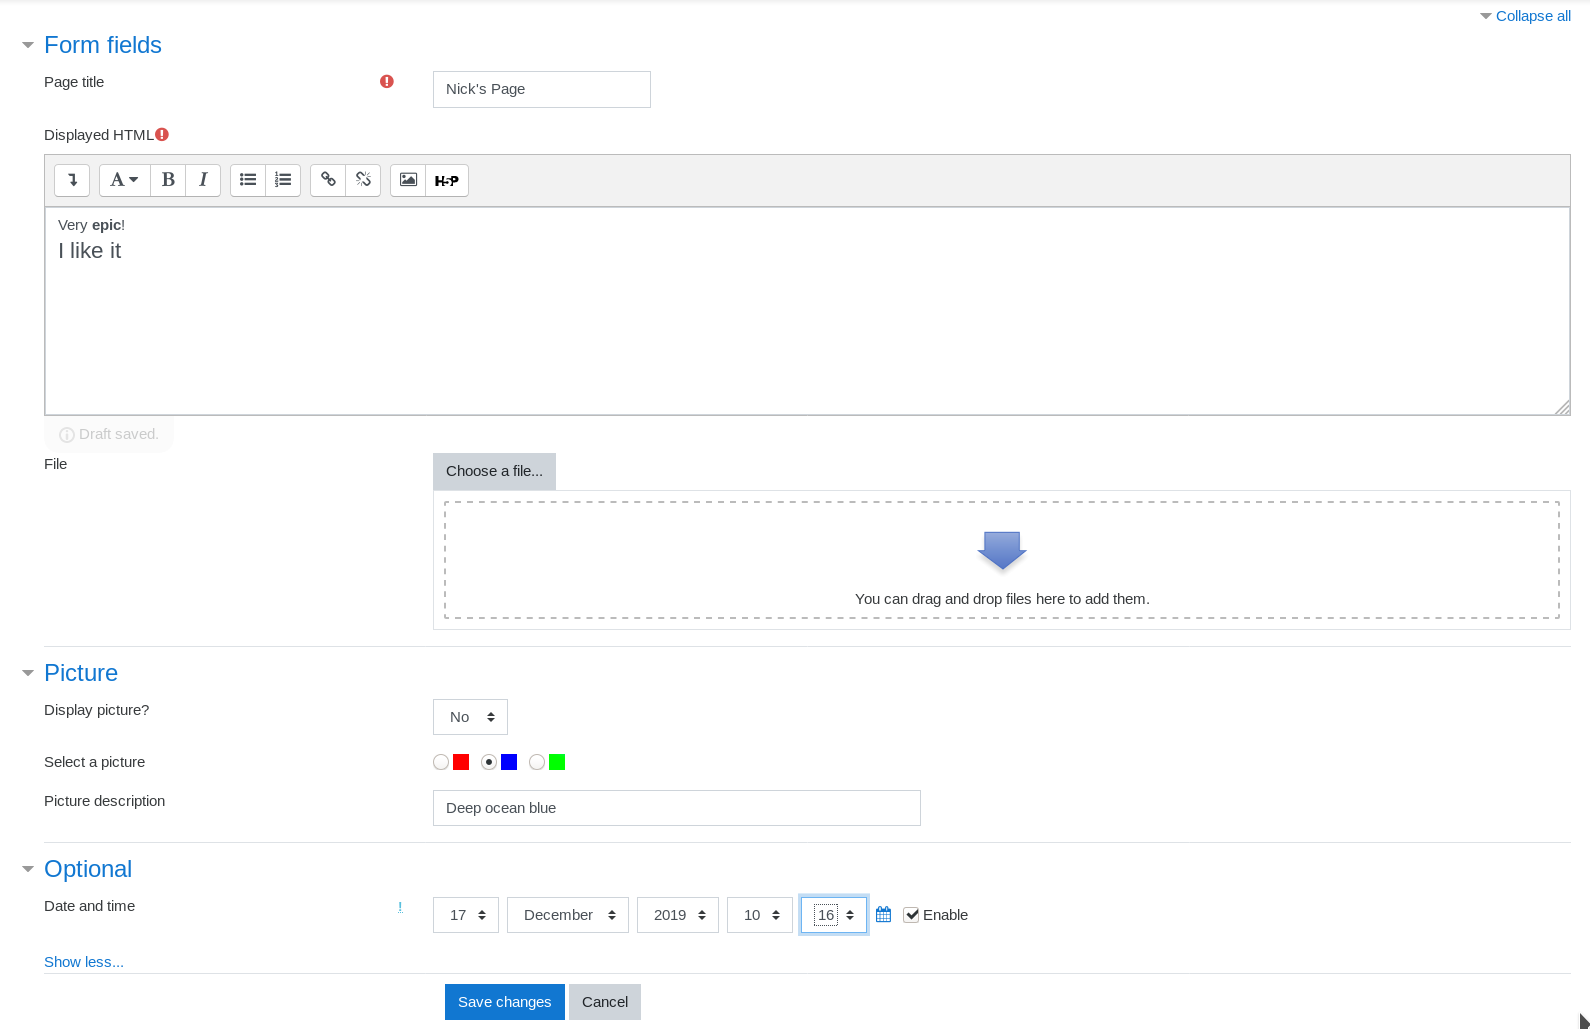 Collapse all
Form fields
Page title
Nick's Page
Displayed HTML
A B I H-P
Very epic!
I like it
Draft saved.
File
Choose a file...
You can drag and drop files here to add them.
Picture
Display picture?
No
Select a picture
Picture description
Deep ocean blue
Optional
Date and time ! 17 December 2019 10 16 Enable
Show less...
Save changes Cancel